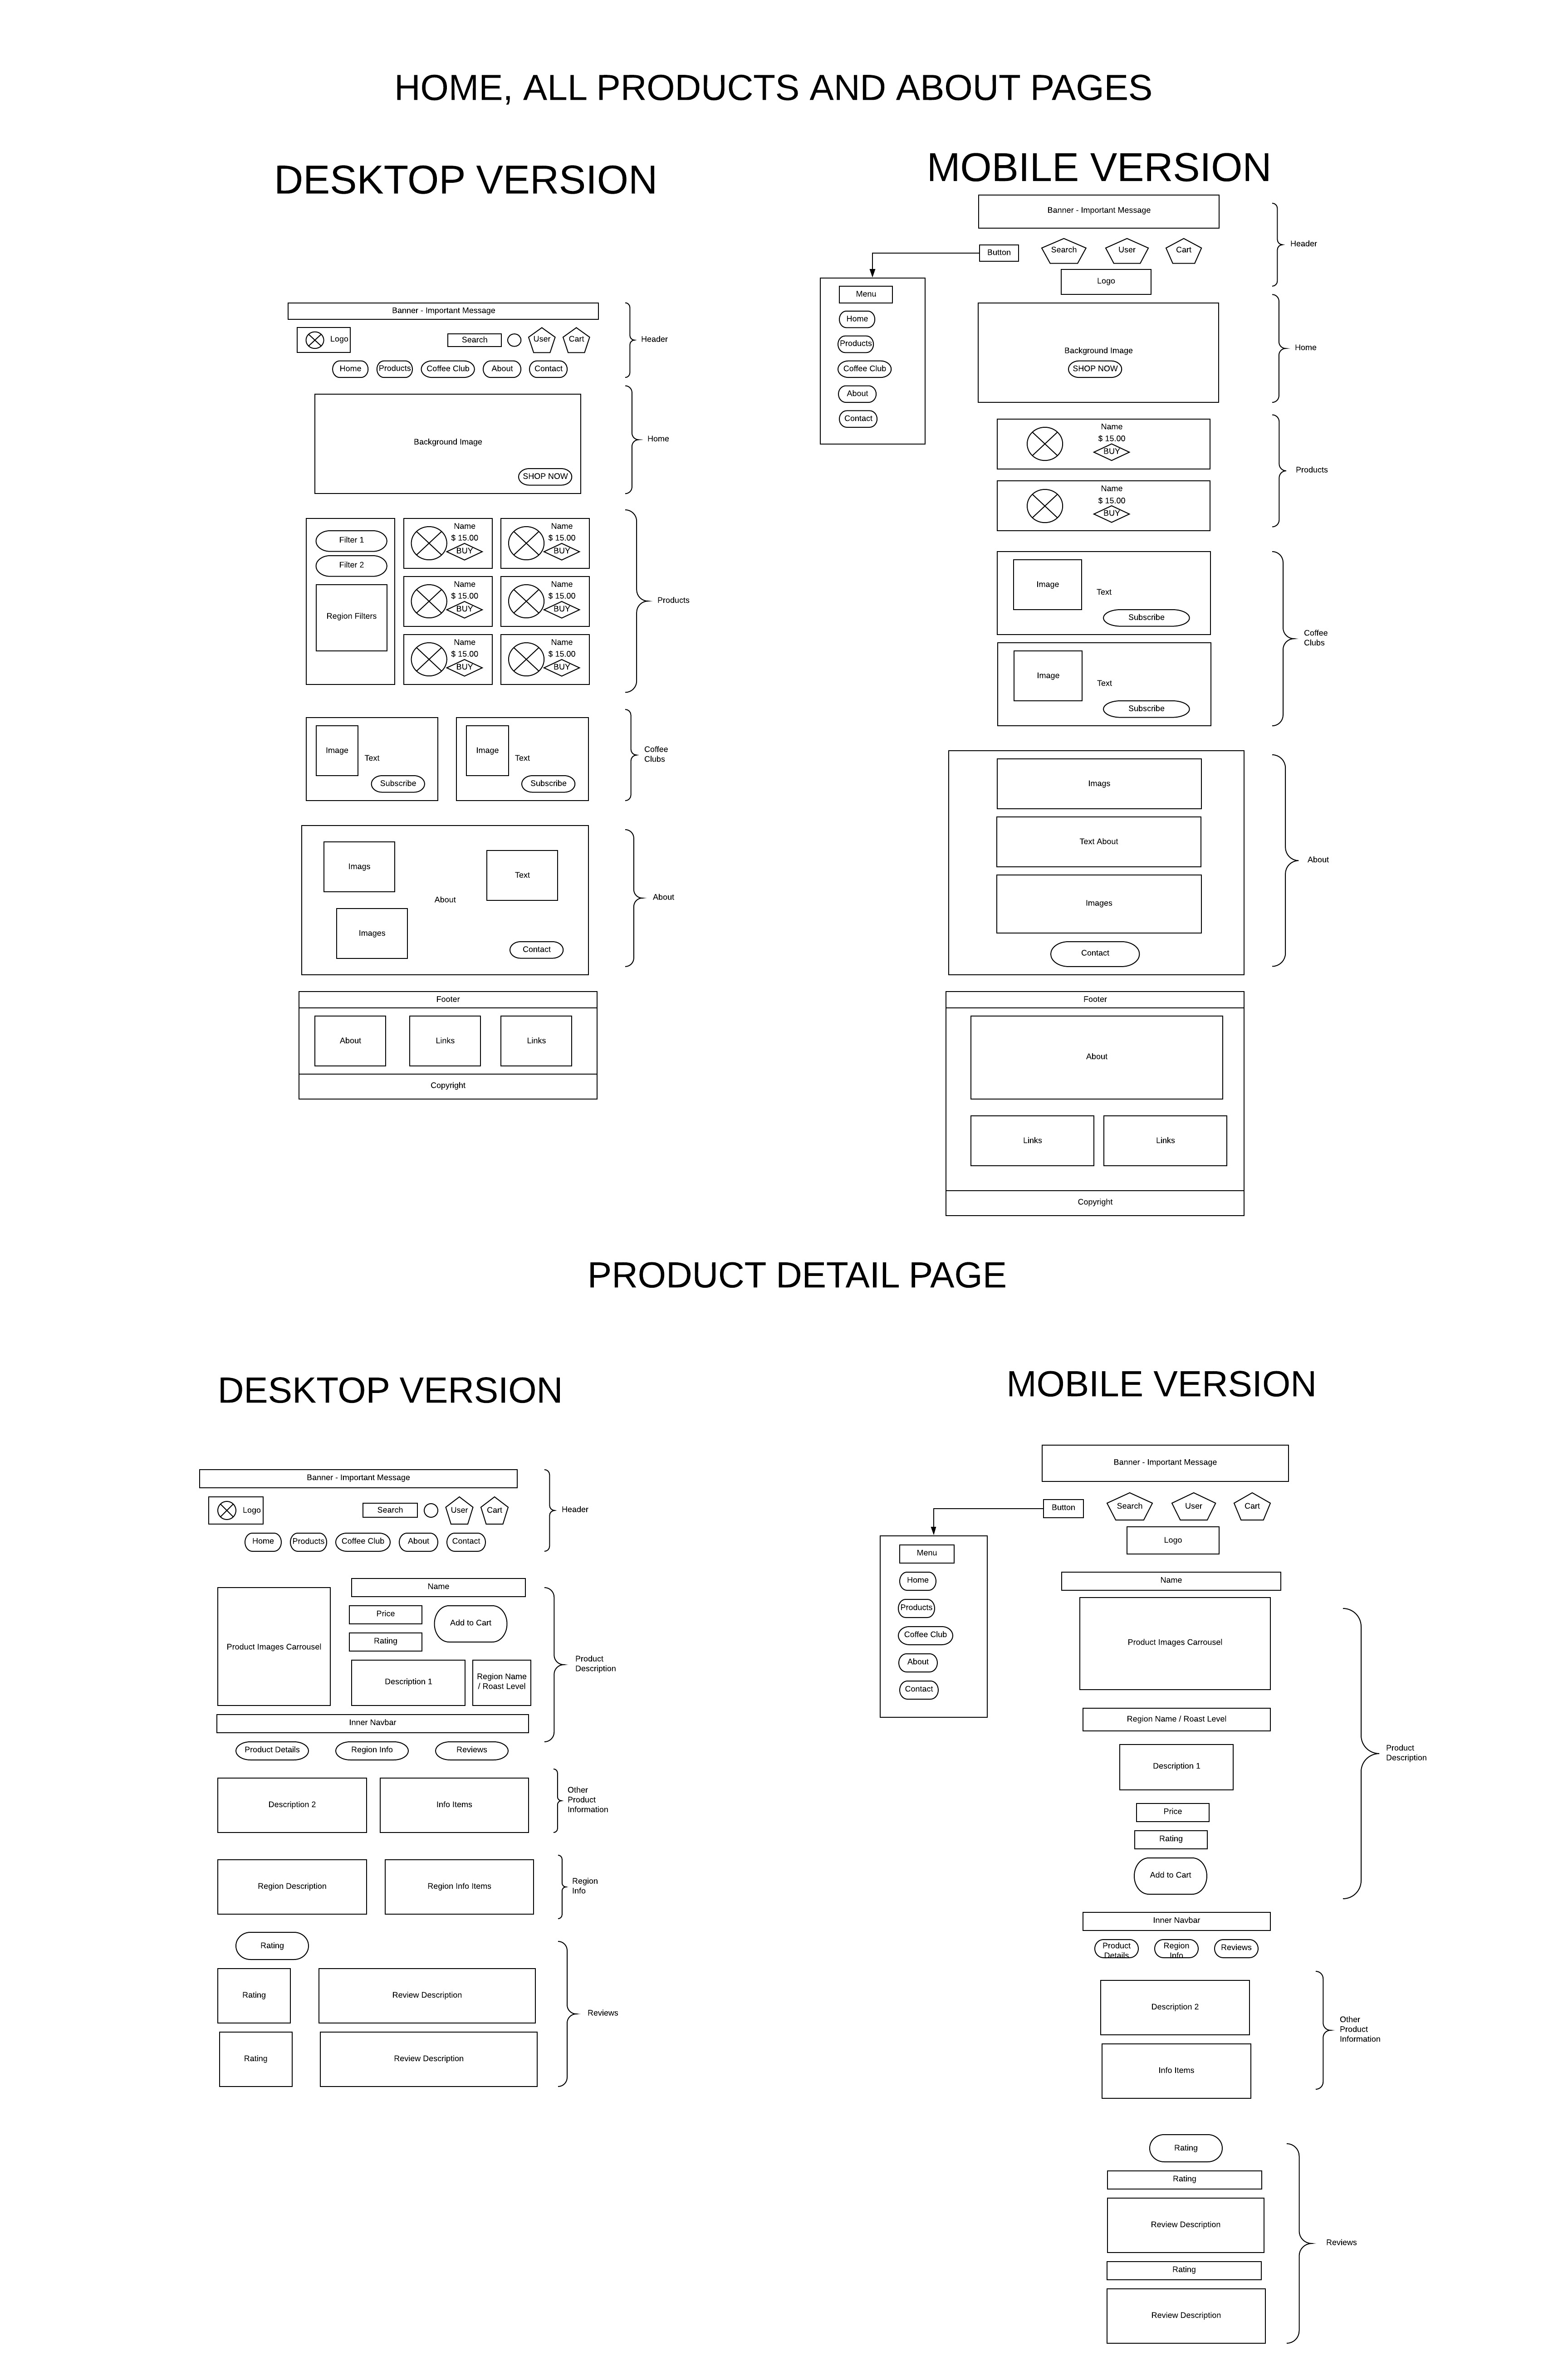 HOME, ALL PRODUCTS AND ABOUT PAGES
DESKTOP VERSION
Banner - Important Message
Logo
Search
User
Cart
Header
Home
Products
Coffee Club
About
Contact
Background Image
SHOP NOW
Home
Filter 1
Filter 2
Region Filters
Name
$ 15.00
BUY
Name
$ 15.00
BUY
Name
$ 15.00
BUY
Name
$ 15.00
BUY
Name
$ 15.00
BUY
Name
$ 15.00
BUY
Products
Image
Text
Subscribe
Image
Text
Subscribe
Coffee
Clubs
Imags
Images
About
Text
Contact
About
Footer
About
Links
Links
Copyright
MOBILE VERSION
Banner - Important Message
Button
Search
User
Cart
Logo
Header
Menu
Home
Products
Coffee Club
About
Contact
Background Image
SHOP NOW
Home
Name
$ 15.00
BUY
Name
$ 15.00
BUY
Products
Image
Text
Subscribe
Image
Text
Subscribe
Coffee
Clubs
Imags
Text About
Images
Contact
About
Footer
About
Links
Links
Copyright
PRODUCT DETAIL PAGE
DESKTOP VERSION
Banner - Important Message
Logo
Search
User
Cart
Header
Home
Products
Coffee Club
About
Contact
Product Images Carrousel
Name
Price
Add to Cart
Rating
Description 1
Region Name
/ Roast Level
Product
Description
Inner Navbar
Product Details
Region Info
Reviews
Description 2
Info Items
Other
Product
Information
Region Description
Region Info Items
Region
Info
Rating
Rating
Review Description
Rating
Review Description
Reviews
MOBILE VERSION
Banner - Important Message
Button
Search
User
Cart
Logo
Menu
Home
Products
Coffee Club
About
Contact
Name
Product Images Carrousel
Region Name / Roast Level
Description 1
Price
Rating
Add to Cart
Product
Description
Inner Navbar
Product
Details
Region
Info
Reviews
Description 2
Info Items
Other
Product
Information
Rating
Rating
Review Description
Rating
Review Description
Reviews